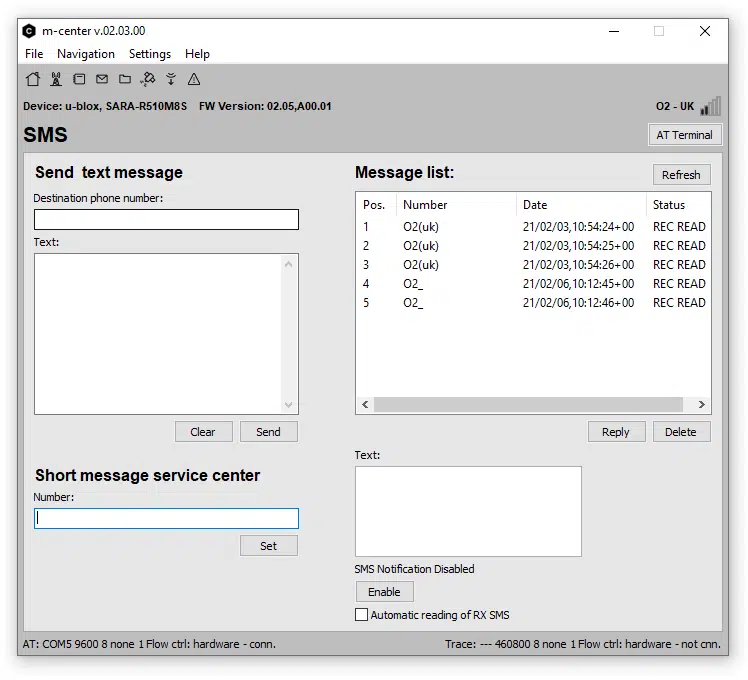 m-center v.02.03.00
File Navigation Settings Help
Device: u-blox, SARA-R510M8S FW Version: 02.05,A00.01 O2 - UK
SMS AT Terminal
Send text message
Destination phone number:
Text:
Clear Send
Short message service center
Number:
Set
Message list: Refresh
Pos. Number Date Status
1 O2(uk) 21/02/03,10:54:24+00 REC READ
2 O2(uk) 21/02/03,10:54:25+00 REC READ
3 O2(uk) 21/02/03,10:54:26+00 REC READ
4 O2_ 21/02/06,10:12:45+00 REC READ
5 O2_ 21/02/06,10:12:46+00 REC READ
Reply Delete
Text:
SMS Notification Disabled
Enable
Automatic reading of RX SMS
AT: COM5 9600 8 none 1 Flow ctrl: hardware - conn. Trace: --- 460800 8 none 1 Flow ctrl: hardware - not cnn.